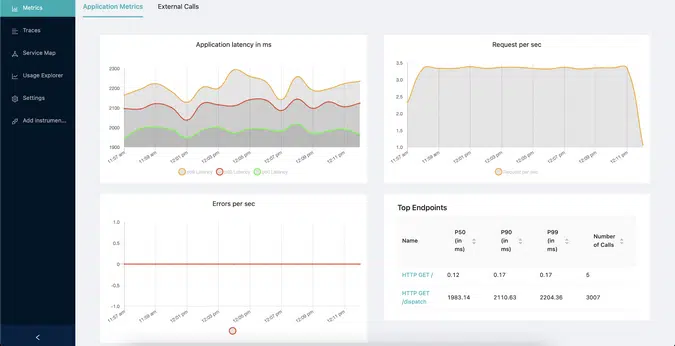 Metrics
Traces
Service Map
Usage Explorer
Settings
Add instrumen...
Application Metrics
External Calls
Application latency in ms
2300
2200
2100
2000
1900
11:57 am
11:59 am
12:01 pm
12:03 pm
12:05 pm
12:07 pm
12:09 pm
12:11 pm
p99 Latency
p90 Latency
p50 Latency
Request per sec
3.5
3.0
2.5
2.0
1.5
1.0
11:57 am
11:59 am
12:01 pm
12:03 pm
12:05 pm
12:07 pm
12:09 pm
12:11 pm
Request per sec
Errors per sec
1.0
0.5
0
-0.5
-1.0
11:57 am
11:59 am
12:01 pm
12:03 pm
12:05 pm
12:07 pm
12:09 pm
12:11 pm
Top Endpoints
Name
P50
(in
ms)
P90
(in
ms)
P99
(in
ms)
Number
of Calls
HTTP GET / 0.12 0.17 0.17 5
HTTP GET
/dispatch 1983.14 2110.63 2204.36 3007